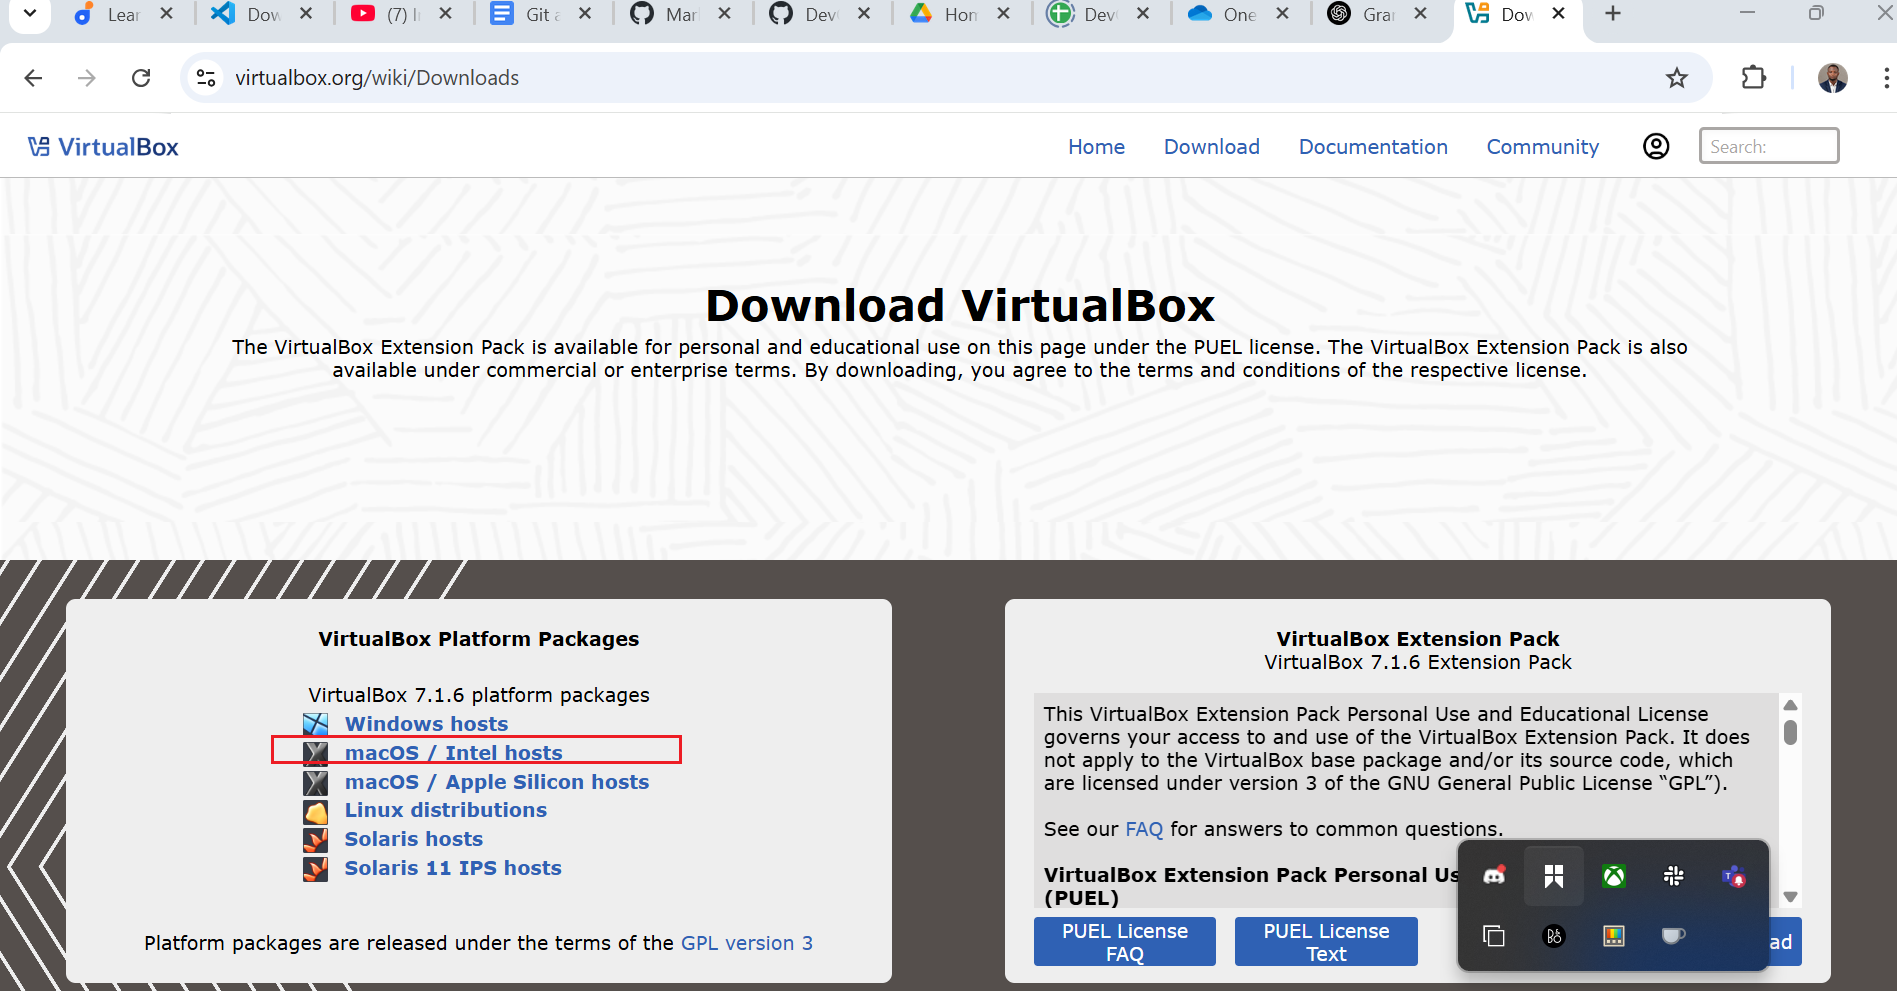 Lear
Dow
(7) I
Git a
Mar
Dev
Hom
Dev
One
Gra
Dow
virtualbox.org/wiki/Downloads
VirtualBox
Home
Download
Documentation
Community
Search:
Download VirtualBox
The VirtualBox Extension Pack is available for personal and educational use on this page under the PUEL license. The VirtualBox Extension Pack is also
available under commercial or enterprise terms. By downloading, you agree to the terms and conditions of the respective license.
VirtualBox Platform Packages
VirtualBox 7.1.6 platform packages
Windows hosts
macOS / Intel hosts
macOS / Apple Silicon hosts
Linux distributions
Solaris hosts
Solaris 11 IPS hosts
Platform packages are released under the terms of the GPL version 3
VirtualBox Extension Pack
VirtualBox 7.1.6 Extension Pack
This VirtualBox Extension Pack Personal Use and Educational License
governs your access to and use of the VirtualBox Extension Pack. It does
not apply to the VirtualBox base package and/or its source code, which
are licensed under version 3 of the GNU General Public License “GPL”).
See our FAQ for answers to common questions.
VirtualBox Extension Pack Personal Us
(PUEL)
PUEL License
FAQ
PUEL License
Text
ad